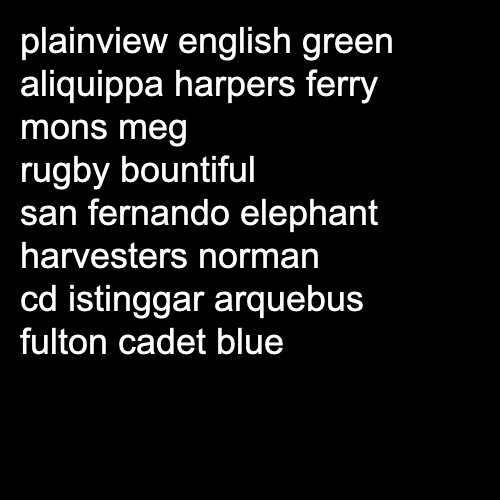 plainview english green
aliquippa harpers ferry
mons meg
rugby bountiful
san fernando elephant
harvesters norman
cd istinggar arquebus
fulton cadet blue